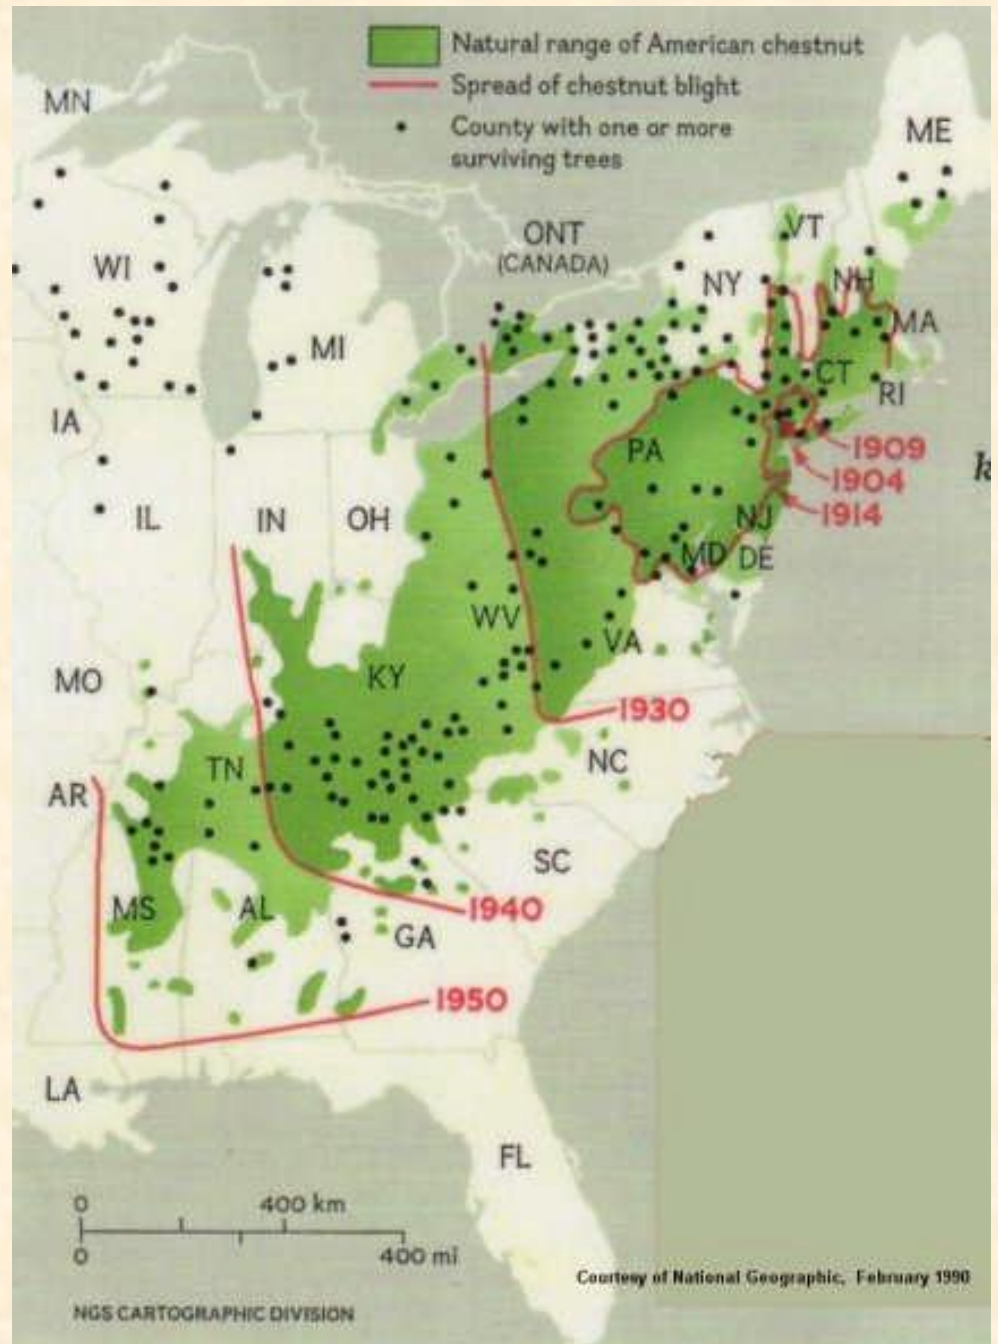 Natural range of American chestnut
Spread of chestnut blight
County with one or more
surviving trees
MN
ME
ONT
(CANADA)
VT
WI
NY
NH
MI
MA
CT
RI
IA
PA
1909
k
1904
IL
IN
OH
NJ
1914
MD
DE
WV
VA
MO
KY
1930
NC
TN
AR
SC
MS
AL
1940
GA
1950
LA
FL
0
400 km
0
400 mi
Courtesy of National Geographic, February 1990
NGS CARTOGRAPHIC DIVISION